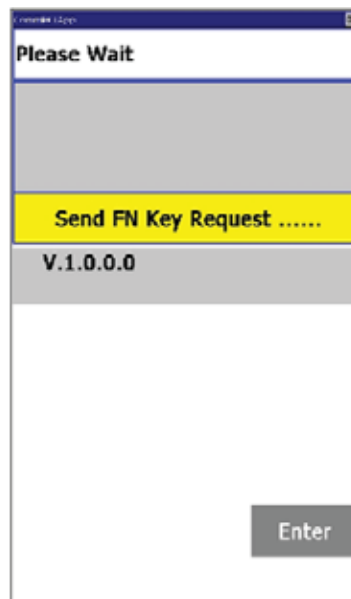 Please Wait
Send FN Key Request ......
V.1.0.0.0
Enter